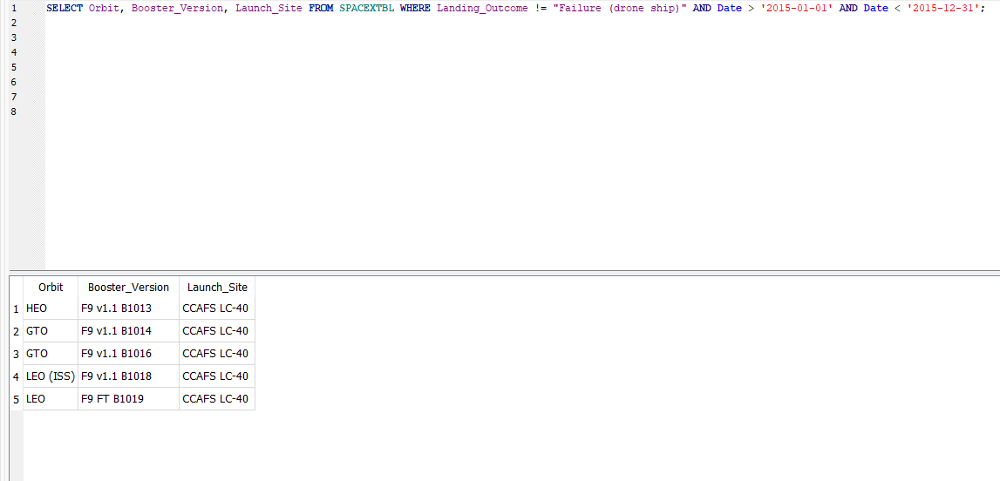 1 SELECT Orbit, Booster_Version, Launch_Site FROM SPACEXTBL WHERE Landing_Outcome != "Failure (drone ship)" AND Date > '2015-01-01' AND Date < '2015-12-31';
2
3
4
5
6
7
8
Orbit Booster_Version Launch_Site
1 HEO F9 v1.1 B1013 CCAFS LC-40
2 GTO F9 v1.1 B1014 CCAFS LC-40
3 GTO F9 v1.1 B1016 CCAFS LC-40
4 LEO (ISS) F9 v1.1 B1018 CCAFS LC-40
5 LEO F9 FT B1019 CCAFS LC-40